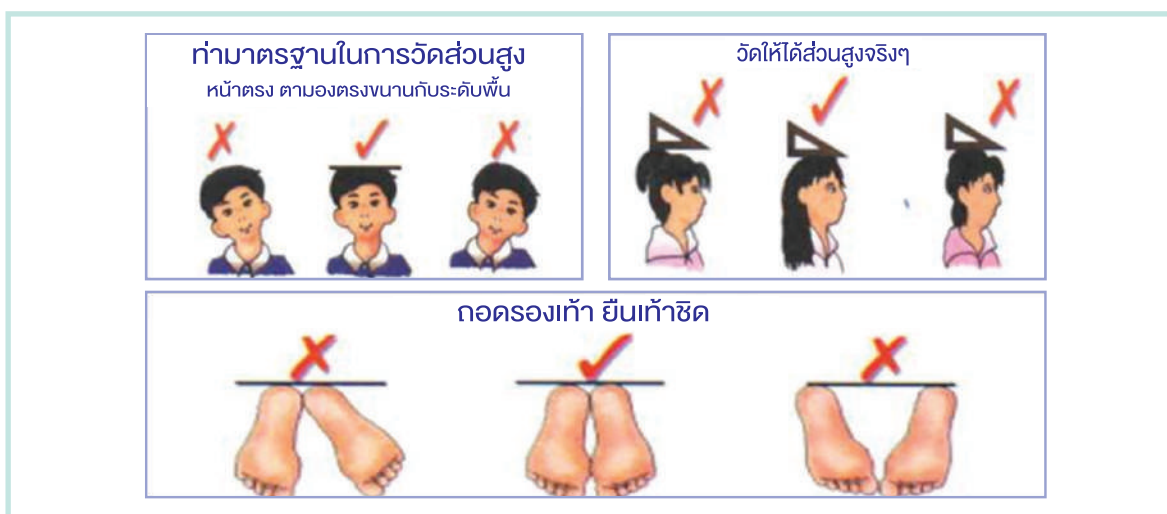 ท่ามาตรฐานในการวัดส่วนสูง
หน้าตรง ตามองตรงขนานกับระดับพื้น
วัดให้ได้ส่วนสูงจริงๆ
ถอดรองเท้า ยืนเท้าชิด